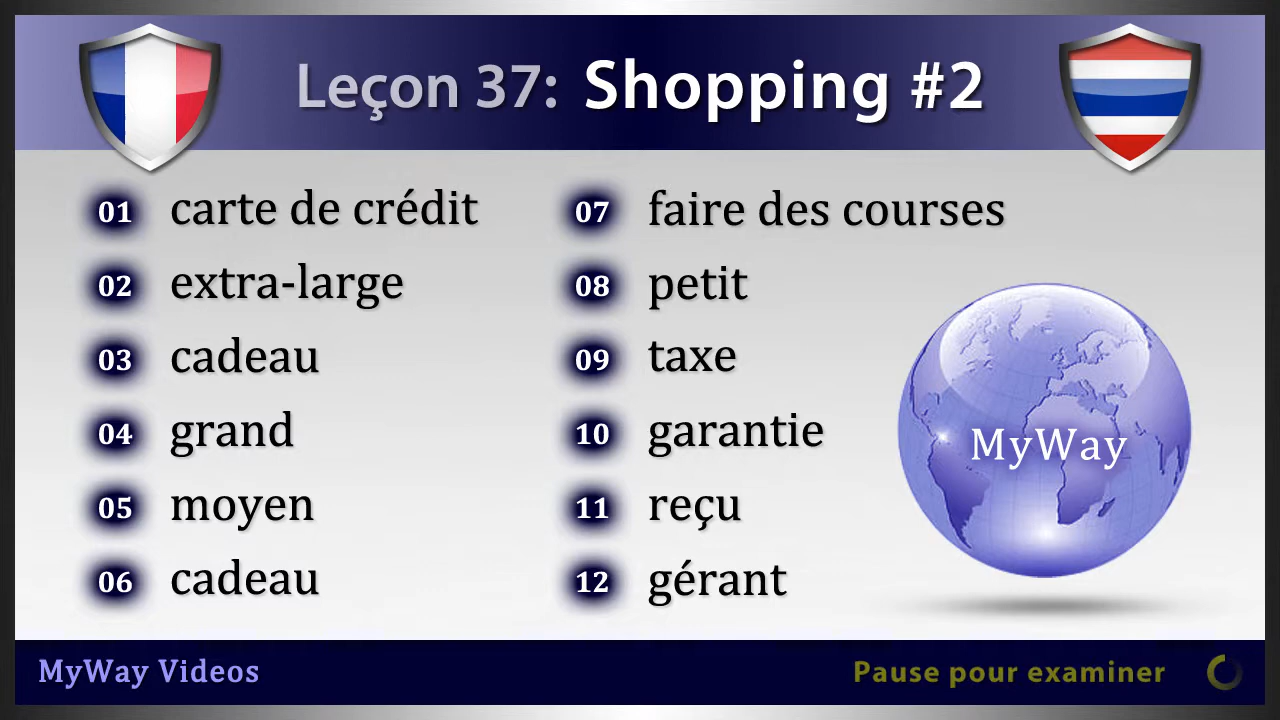 Leçon 37: Shopping #2
01 carte de crédit
02 extra-large
03 cadeau
04 grand
05 moyen
06 cadeau
07 faire des courses
08 petit
09 taxe
10 garantie
11 reçu
12 gérant
MyWay
MyWay Videos
Pause pour examiner